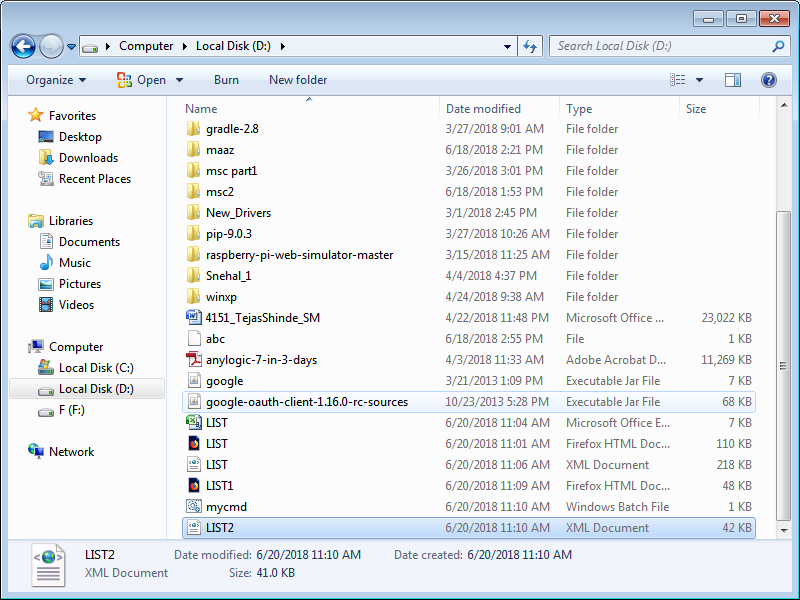 Computer Local Disk (D:) Search Local Disk (D:)
Organize Open Burn New folder
Favorites
Desktop
Downloads
Recent Places
Libraries
Documents
Music
Pictures
Videos
Computer
Local Disk (C:)
Local Disk (D:)
F (F:)
Network
Name Date modified Type Size
gradle-2.8 3/27/2018 9:01 AM File folder
maaz 6/18/2018 2:21 PM File folder
msc part1 3/26/2018 3:01 PM File folder
msc2 6/18/2018 1:53 PM File folder
New_Drivers 3/1/2018 2:45 PM File folder
pip-9.0.3 3/27/2018 10:26 AM File folder
raspberry-pi-web-simulator-master 3/15/2018 11:25 AM File folder
Snehal_1 4/4/2018 4:37 PM File folder
winxp 4/24/2018 9:38 AM File folder
4151_TejasShinde_SM 4/22/2018 11:48 PM Microsoft Office ... 23,022 KB
abc 6/18/2018 2:55 PM File 1 KB
anylogic-7-in-3-days 4/3/2018 11:33 AM Adobe Acrobat D... 11,269 KB
google 3/21/2013 1:09 PM Executable Jar File 7 KB
google-oauth-client-1.16.0-rc-sources 10/23/2013 5:28 PM Executable Jar File 68 KB
LIST 6/20/2018 11:04 AM Microsoft Office E... 7 KB
LIST 6/20/2018 11:01 AM Firefox HTML Doc... 110 KB
LIST 6/20/2018 11:06 AM XML Document 218 KB
LIST1 6/20/2018 11:09 AM Firefox HTML Doc... 48 KB
mycmd 6/20/2018 11:10 AM Windows Batch File 1 KB
LIST2 6/20/2018 11:10 AM XML Document 42 KB
LIST2 Date modified: 6/20/2018 11:10 AM Date created: 6/20/2018 11:10 AM
XML Document Size: 41.0 KB